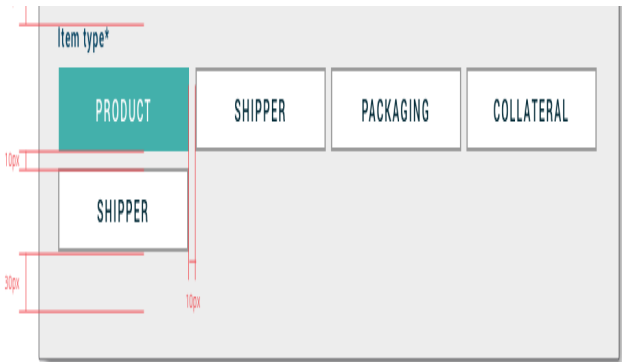 Item type*
PRODUCT SHIPPER PACKAGING COLLATERAL
10px
SHIPPER
30px
10px